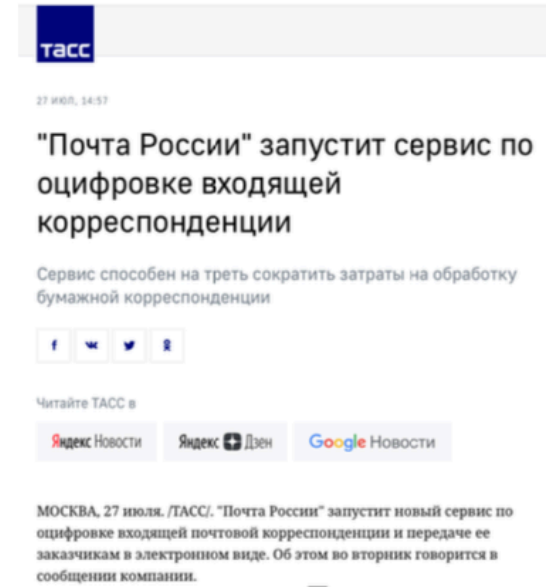 тасс
27 ИЮЛ, 14:57
"Почта России" запустит сервис по
оцифровке входящей
корреспонденции
Сервис способен на треть сократить затраты на обработку
бумажной корреспонденции
Читайте ТАСС в
Яндекс Новости Яндекс Дзен Google Новости
МОСКВА, 27 июля. /ТАСС/. "Почта России" запустит новый сервис по
оцифровке входящей почтовой корреспонденции и передаче ее
заказчикам в электронном виде. Об этом во вторник говорится в
сообщении компании.